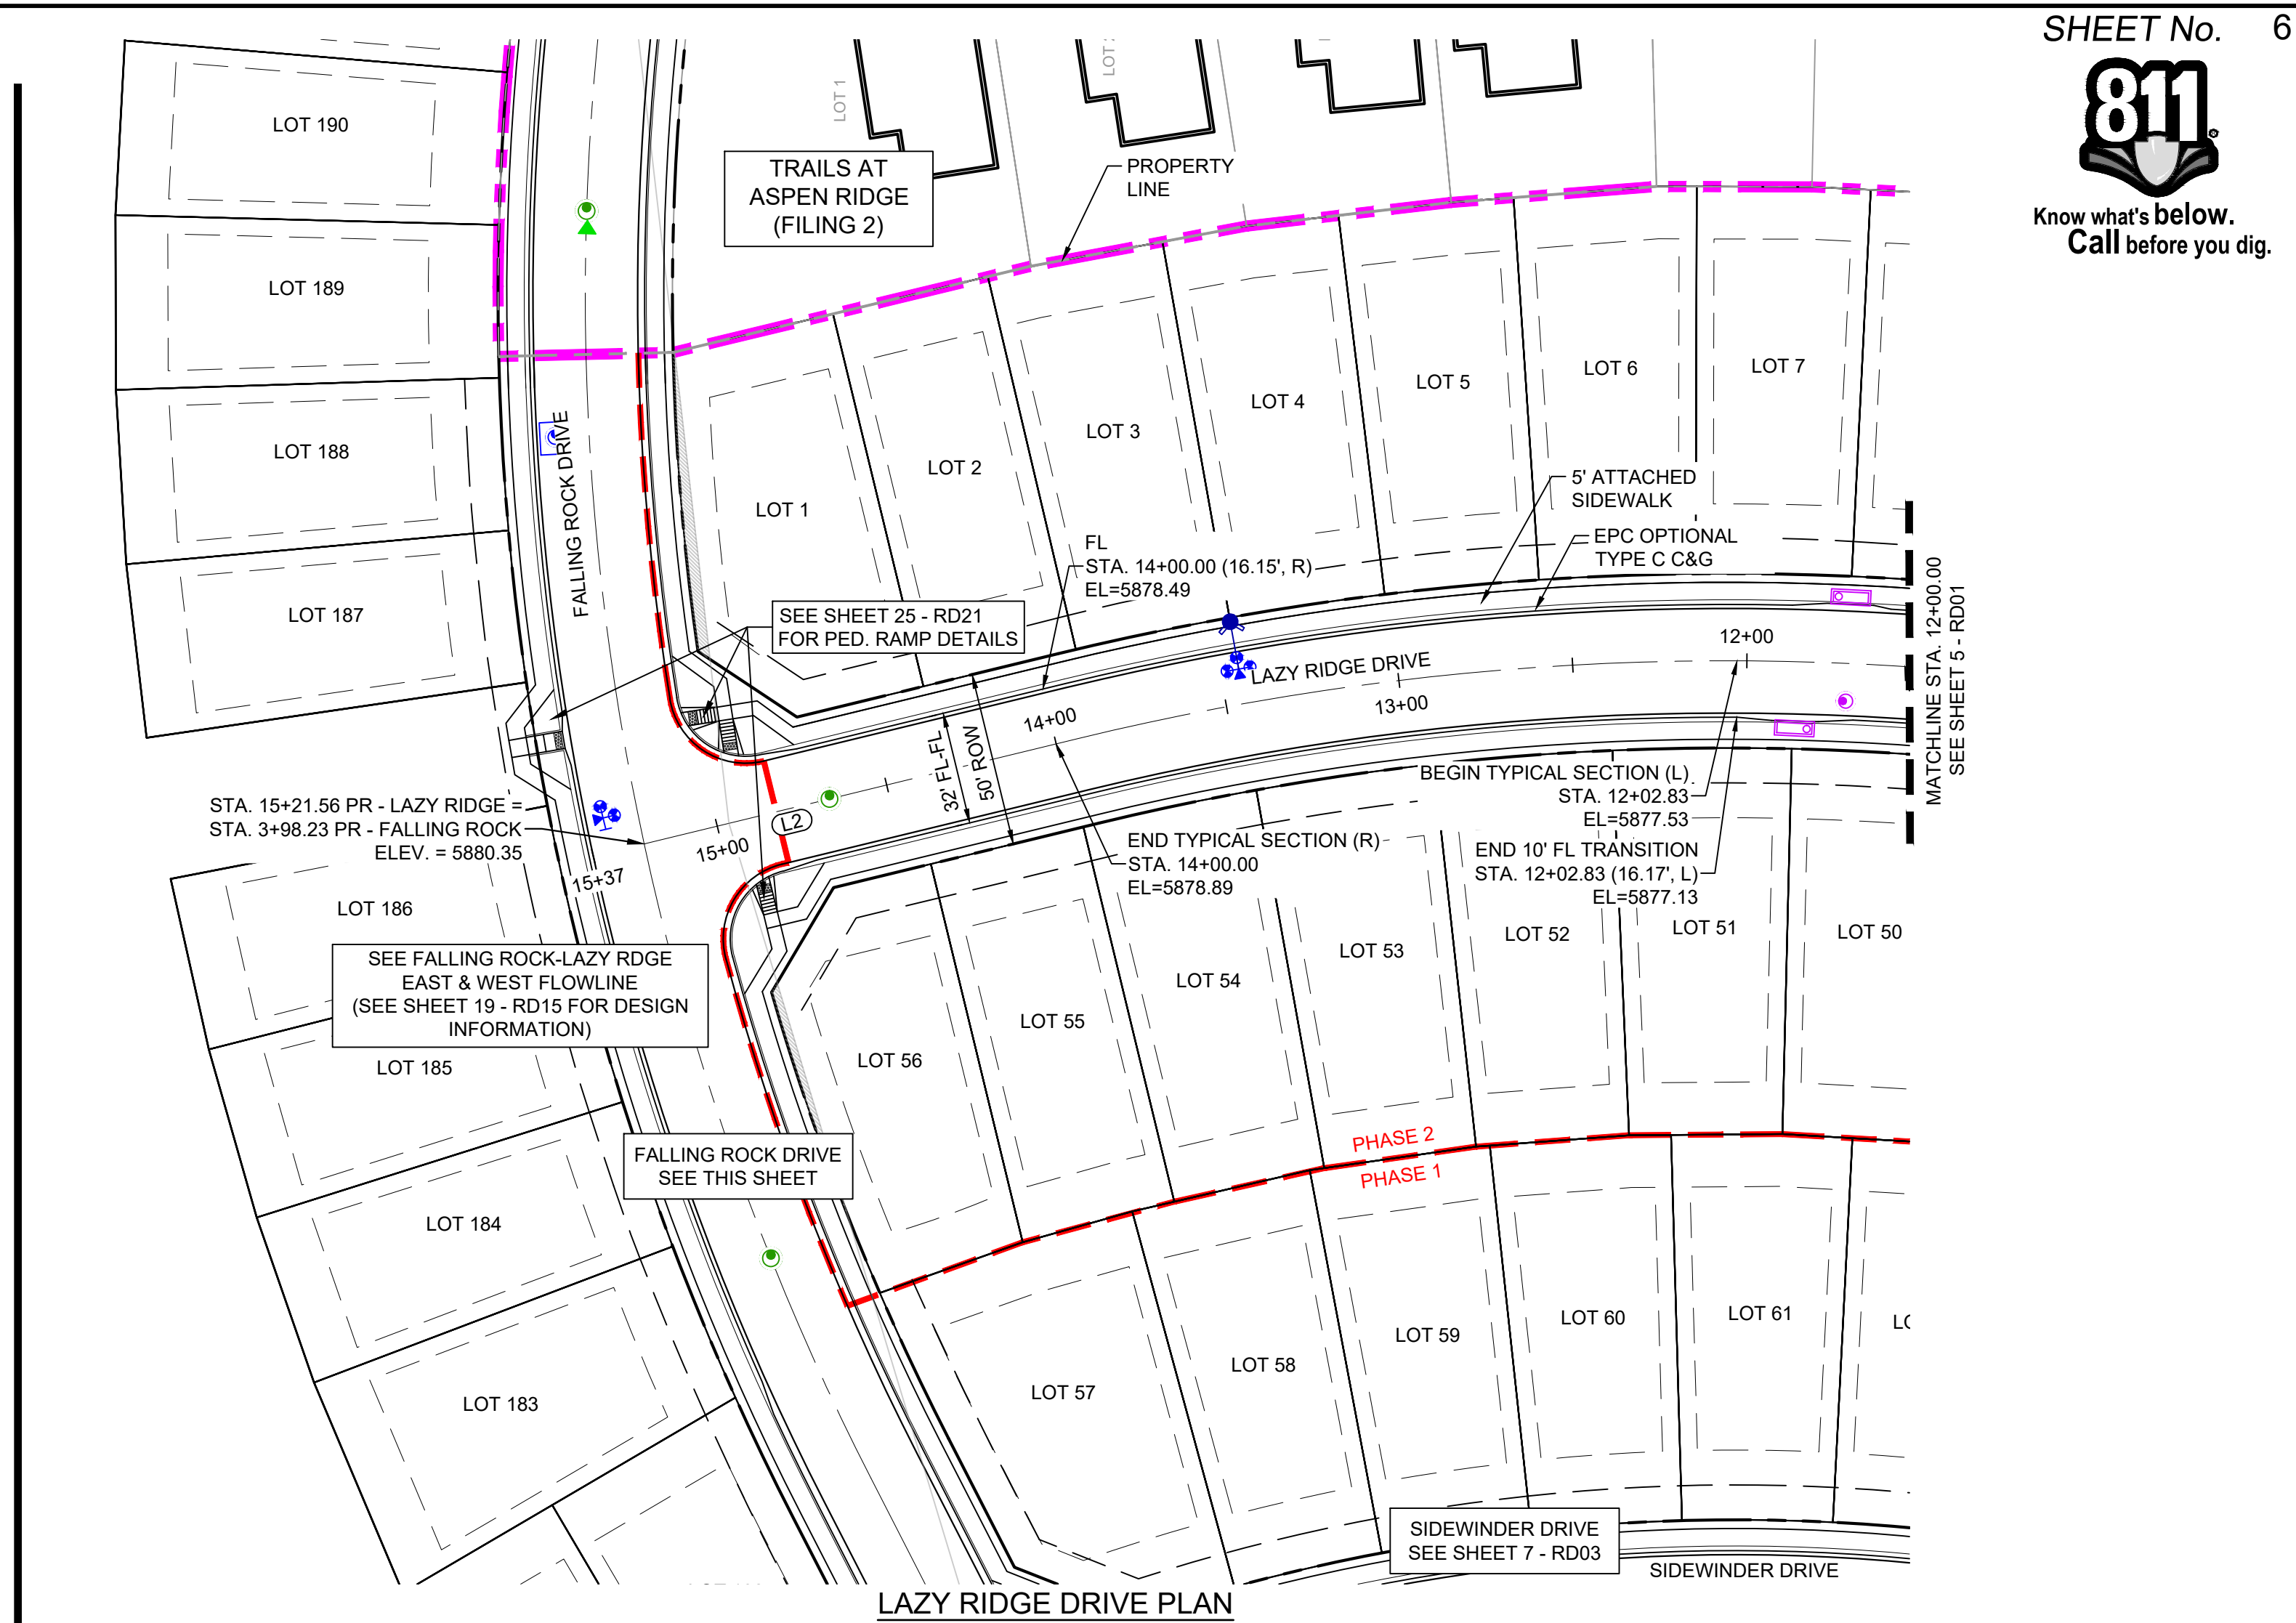 SHEET No. 6
811
Know what's below.
Call before you dig.
LOT 190
LOT 189
LOT 188
LOT 187
LOT 1
TRAILS AT
ASPEN RIDGE
(FILING 2)
PROPERTY
LINE
LOT 1
LOT 2
LOT 3
LOT 4
LOT 5
LOT 6
LOT 7
FALLING ROCK DRIVE
5' ATTACHED
SIDEWALK
EPC OPTIONAL
TYPE C C&G
FL
STA. 14+00.00 (16.15', R)
EL=5878.49
SEE SHEET 25 - RD21
FOR PED. RAMP DETAILS
LAZY RIDGE DRIVE
12+00
13+00
14+00
15+00
15+37
32' FL-FL
50' ROW
L2
MATCHLINE STA. 12+00.00
SEE SHEET 5 - RD01
STA. 15+21.56 PR - LAZY RIDGE =
STA. 3+98.23 PR - FALLING ROCK
ELEV. = 5880.35
BEGIN TYPICAL SECTION (L)
STA. 12+02.83
EL=5877.53
END TYPICAL SECTION (R)
STA. 14+00.00
EL=5878.89
END 10' FL TRANSITION
STA. 12+02.83 (16.17', L)
EL=5877.13
LOT 186
SEE FALLING ROCK-LAZY RDGE
EAST & WEST FLOWLINE
(SEE SHEET 19 - RD15 FOR DESIGN
INFORMATION)
LOT 185
LOT 184
LOT 183
LOT 56
LOT 55
LOT 54
LOT 53
LOT 52
LOT 51
LOT 50
FALLING ROCK DRIVE
SEE THIS SHEET
PHASE 2
PHASE 1
LOT 57
LOT 58
LOT 59
LOT 60
LOT 61
SIDEWINDER DRIVE
SEE SHEET 7 - RD03
SIDEWINDER DRIVE
LAZY RIDGE DRIVE PLAN